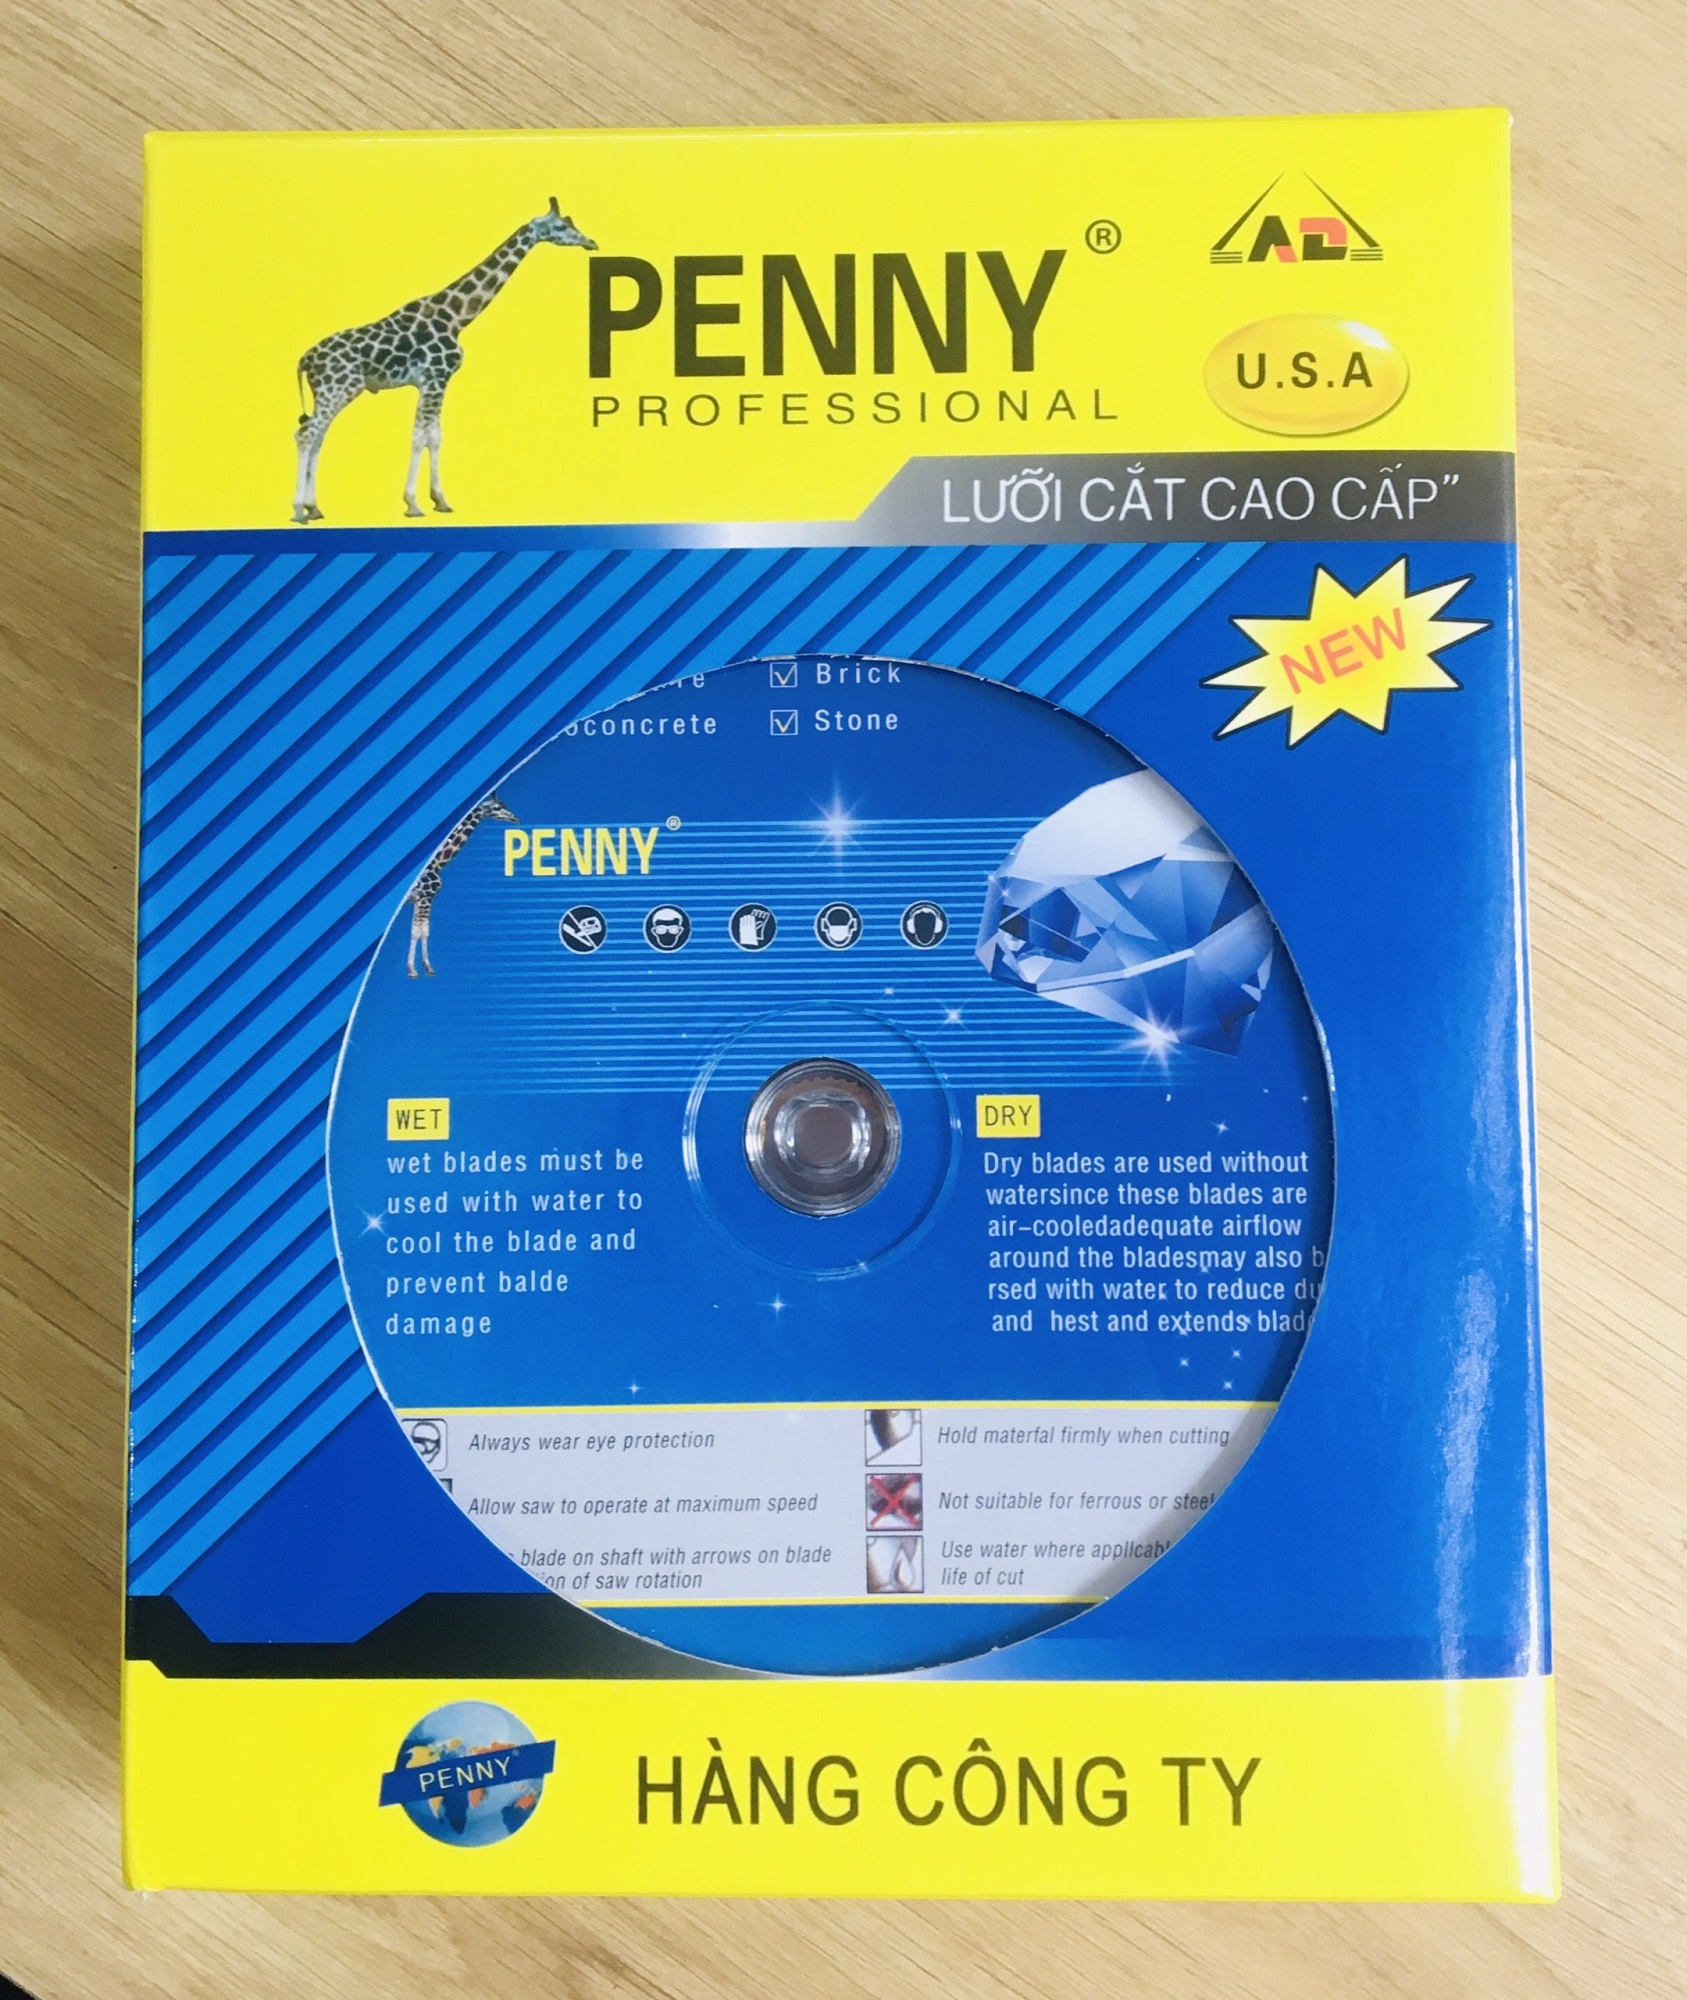 PENNY®
PROFESSIONAL
AD
U.S.A
LƯỠI CẮT CAO CẤP"
NEW
Brick
Stone
PENNY®
WET
wet blades must be
used with water to
cool the blade and
prevent balde
damage
DRY
Dry blades are used without
watersince these blades are
air-cooledadequate airflow
around the bladesmay also
rsed with water to reduce
and hest and extends
Always wear eye protection
Allow saw to operate at maximum speed
blade on shaft with arrows on blade
of saw rotation
Hold materfal firmly when cutting
Not suitable for ferrous or steel
Use water where
life of cut
PENNY®
HÀNG CÔNG TY